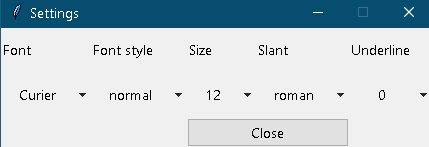 Settings
Font Font style Size Slant Underline
Curier normal 12 roman 0
Close